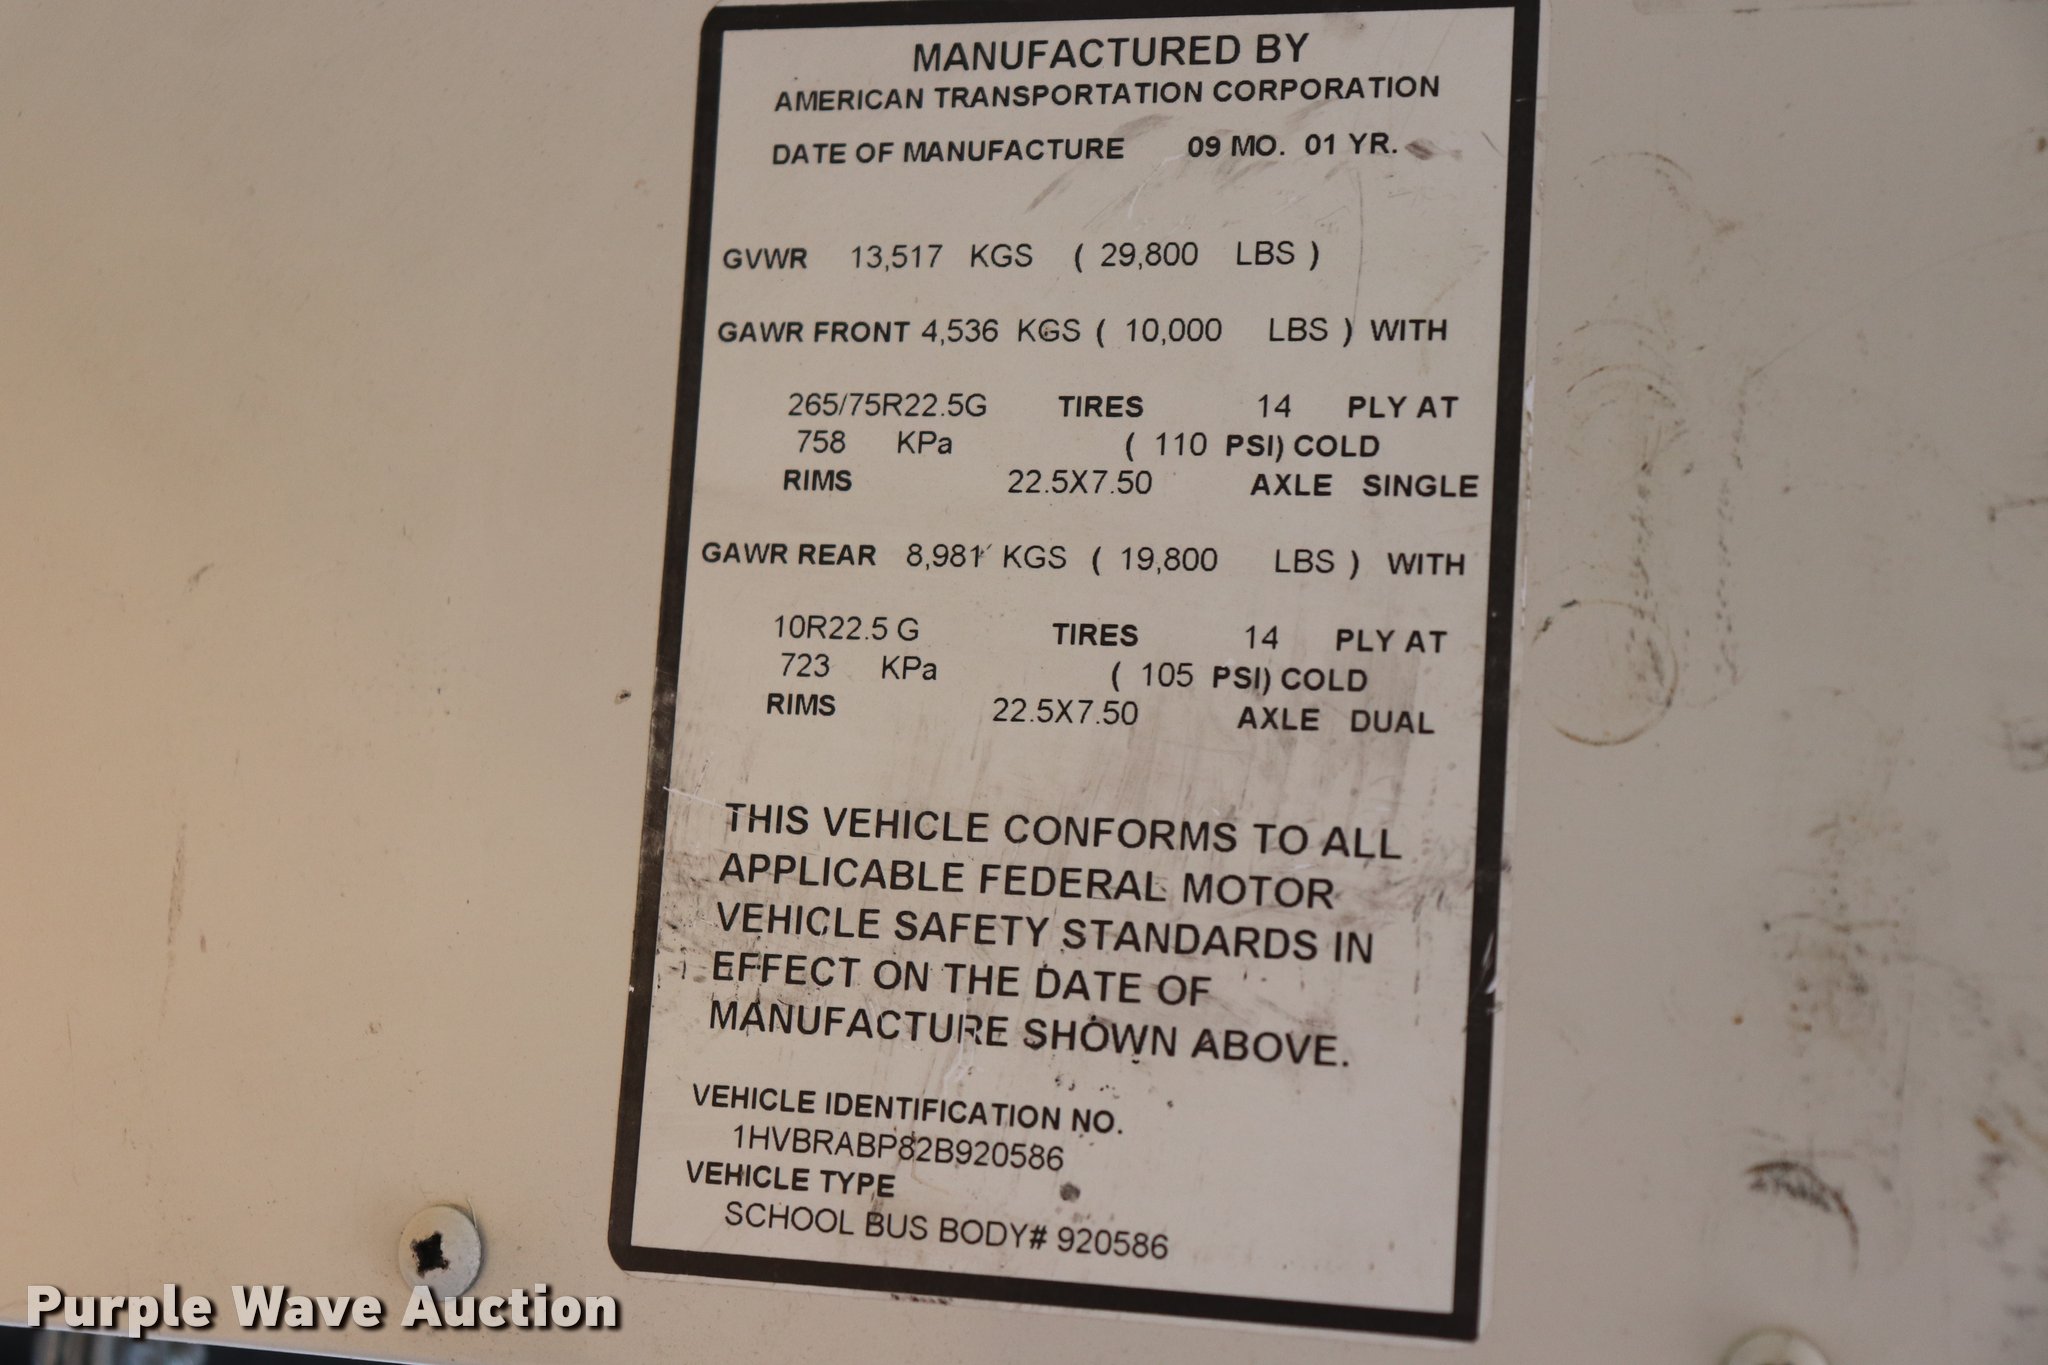 MANUFACTURED BY
AMERICAN TRANSPORTATION CORPORATION
DATE OF MANUFACTURE 09 MO. 01 YR.
GVWR 13,517 KGS ( 29,800 LBS )
GAWR FRONT 4,536 KGS ( 10,000 LBS ) WITH
265/75R22.5G TIRES 14 PLY AT
758 KPa ( 110 PSI) COLD
RIMS 22.5X7.50 AXLE SINGLE
GAWR REAR 8,981 KGS ( 19,800 LBS ) WITH
10R22.5 G TIRES 14 PLY AT
723 KPa ( 105 PSI) COLD
RIMS 22.5X7.50 AXLE DUAL
THIS VEHICLE CONFORMS TO ALL
APPLICABLE FEDERAL MOTOR
VEHICLE SAFETY STANDARDS IN
EFFECT ON THE DATE OF
MANUFACTURE SHOWN ABOVE.
VEHICLE IDENTIFICATION NO.
1HVBRABP82B920586
VEHICLE TYPE
SCHOOL BUS BODY# 920586
Purple Wave Auction